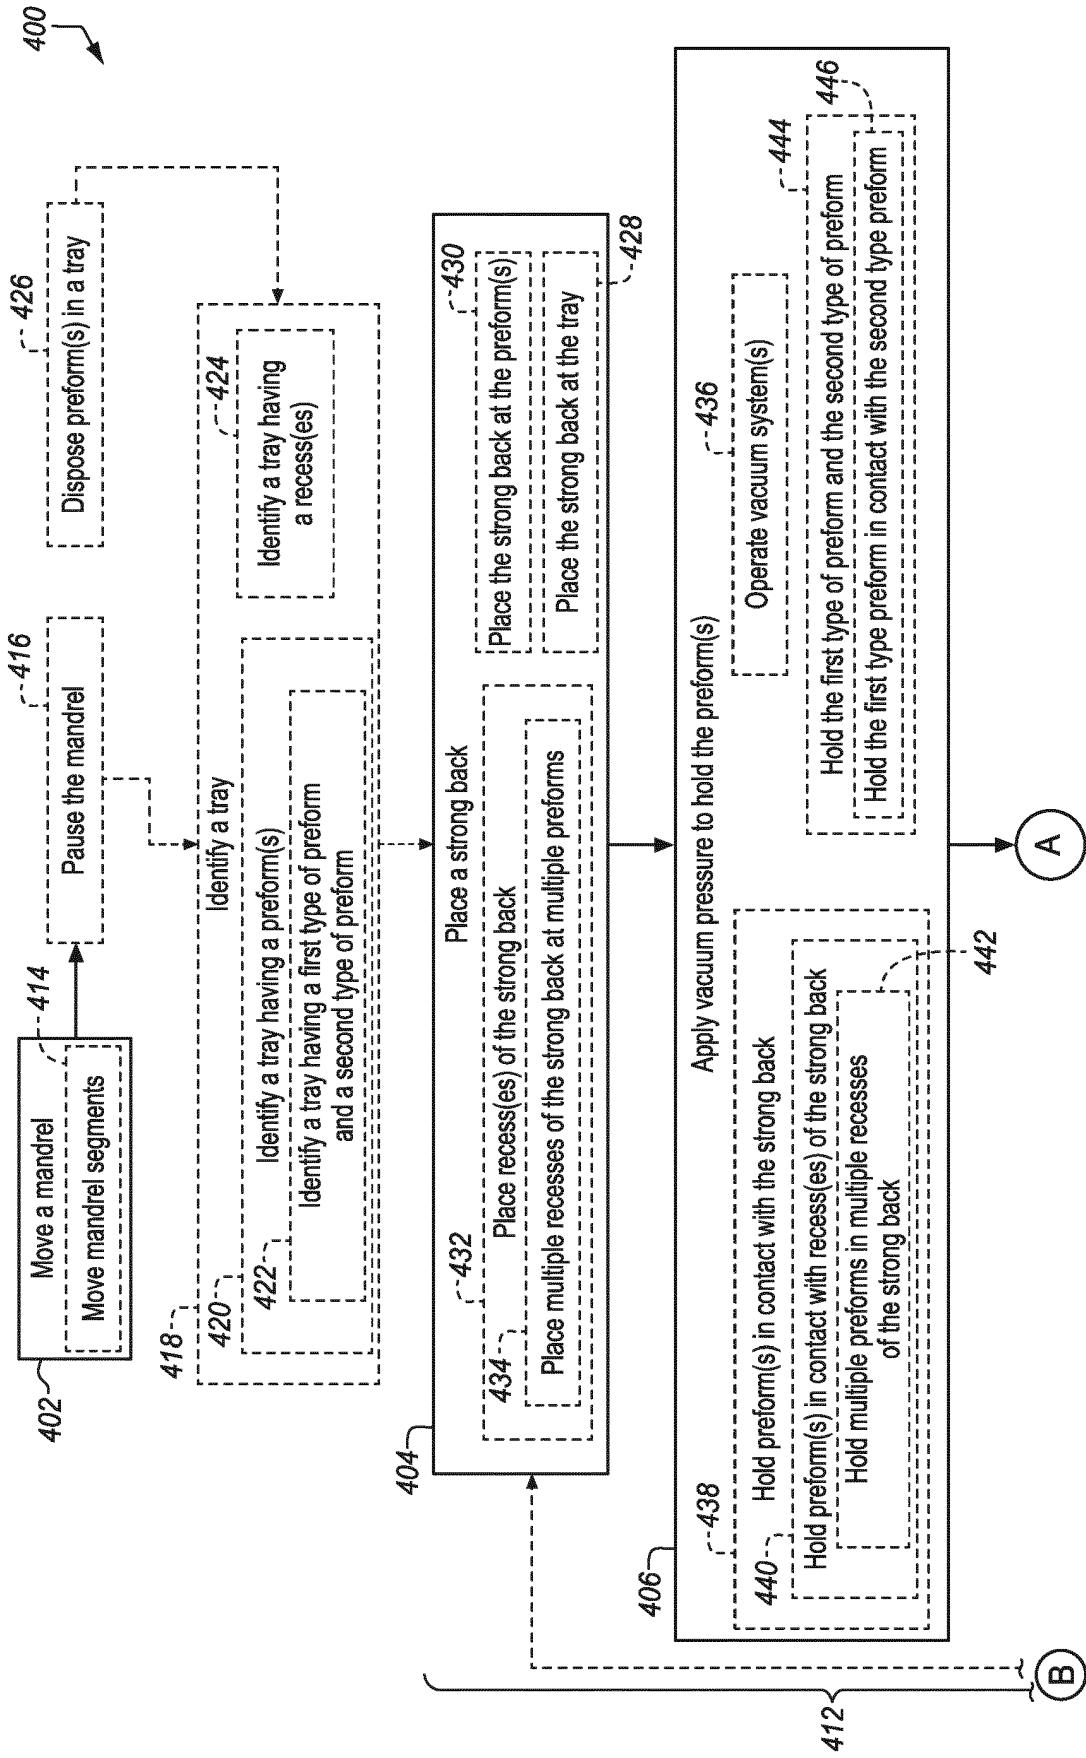 400
402
Move a mandrel
414
Move mandrel segments
416
Pause the mandrel
426
Dispose preform(s) in a tray
418
Identify a tray
420
Identify a tray having a preform(s)
422
Identify a tray having a first type of preform
and a second type of preform
424
Identify a tray having
a recess(es)
404
Place a strong back
432
Place recess(es) of the strong back
434
Place multiple recesses of the strong back at multiple preforms
430
Place the strong back at the preform(s)
Place the strong back at the tray
428
406
Apply vacuum pressure to hold the preform(s)
438
Hold preform(s) in contact with the strong back
440
Hold preform(s) in contact with recess(es) of the strong back
Hold multiple preforms in multiple recesses
of the strong back
442
436
Operate vacuum system(s)
444
Hold the first type of preform and the second type of preform
446
Hold the first type preform in contact with the second type preform
412
B
A